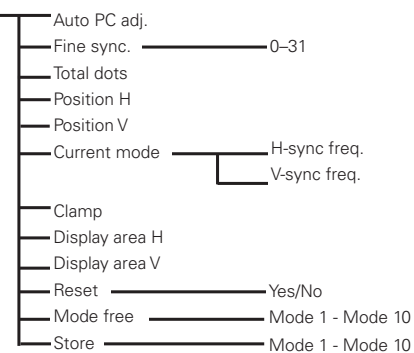 Auto PC adj.
Fine sync. 0–31
Total dots
Position H
Position V
Current mode H-sync freq.
V-sync freq.
Clamp
Display area H
Display area V
Reset Yes/No
Mode free Mode 1 - Mode 10
Store Mode 1 - Mode 10